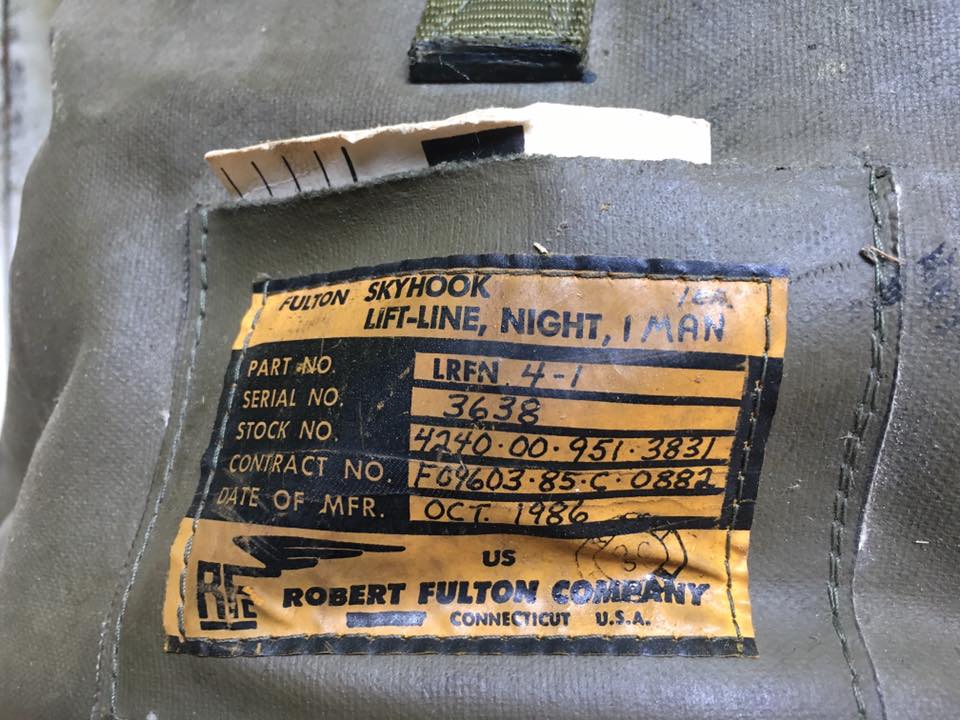 FULTON SKYHOOK
LIFT-LINE, NIGHT, 1 MAN
PART NO. LRFN 4-1
SERIAL NO. 3638
STOCK NO. 4240·00·951·3831
CONTRACT NO. F09603·85·C·0882
DATE OF MFR. OCT. 1986
US
ROBERT FULTON COMPANY
CONNECTICUT U.S.A.